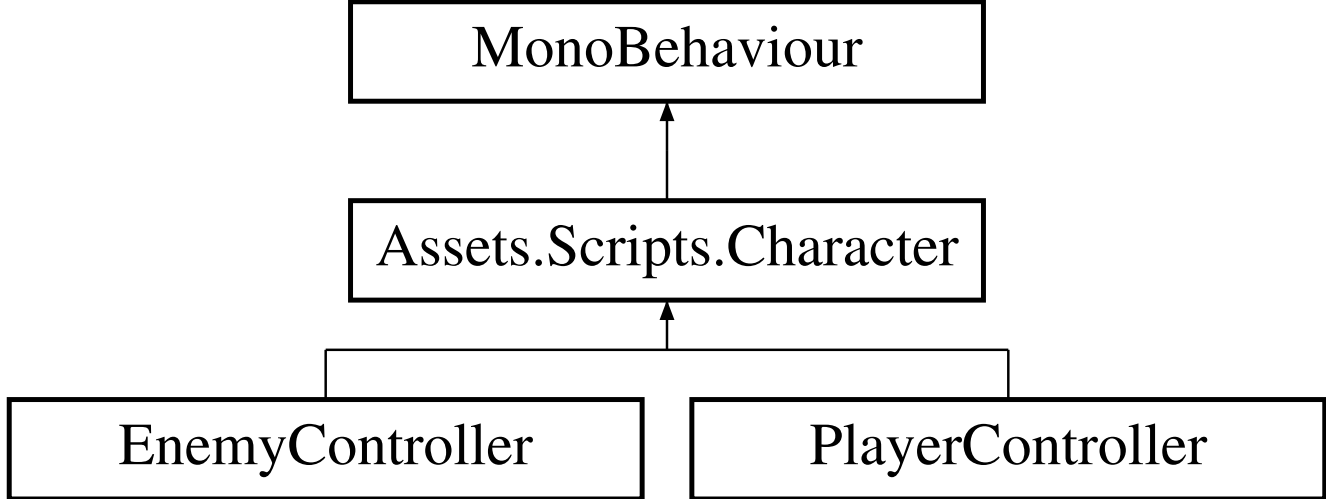 MonoBehaviour
Assets.Scripts.Character
EnemyController
PlayerController